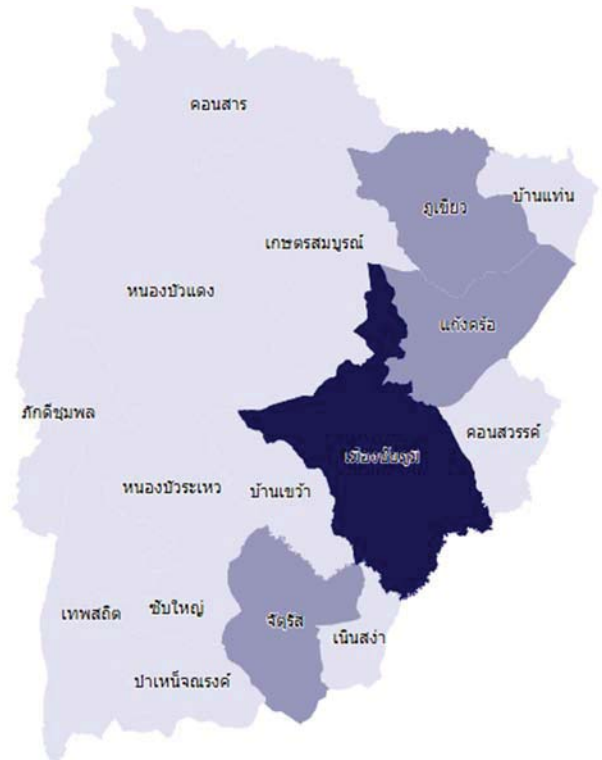 คอนสาร
บ้านแท่น
ภูเขียว
เกษตรสมบูรณ์
หนองบัวแดง
แก้งคร้อ
ภักดีชุมพล
คอนสวรรค์
เมืองชัยภูมิ
หนองบัวระเหว
บ้านเขว้า
เทพสถิต
ซับใหญ่
จัตุรัส
เนินสง่า
บำเหน็จณรงค์